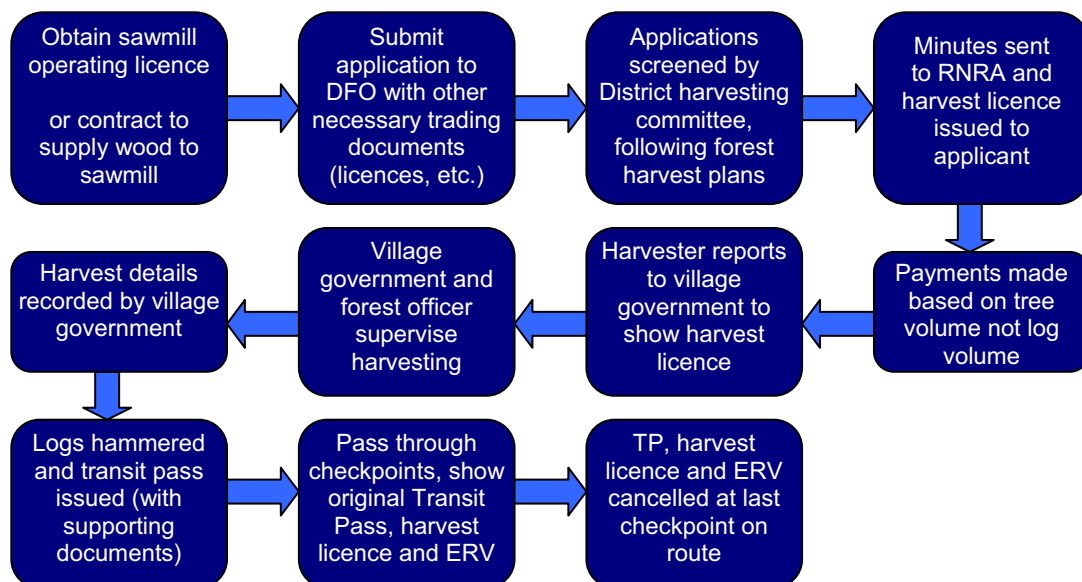 Obtain sawmill
operating licence
or contract to
supply wood to
sawmill
Submit
application to
DFO with other
necessary trading
documents
(licences, etc.)
Applications
screened by
District harvesting
committee,
following forest
harvest plans
Minutes sent
to RNRA and
harvest licence
issued to
applicant
Payments made
based on tree
volume not log
volume
Harvester reports
to village
government to
show harvest
licence
Village
government and
forest officer
supervise
harvesting
Harvest details
recorded by village
government
Logs hammered
and transit pass
issued (with
supporting
documents)
Pass through
checkpoints, show
original Transit
Pass, harvest
licence and ERV
TP, harvest
licence and ERV
cancelled at last
checkpoint on
route